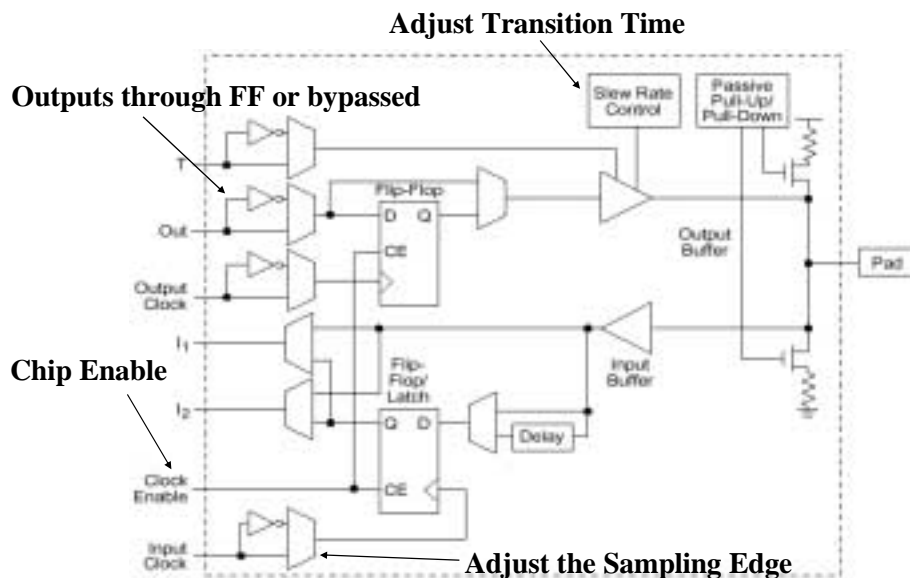 Adjust Transition Time
Outputs through FF or bypassed
Slew Rate
Control
Passive
Pull-Up/
Pull-Down
T
Flip-Flop
D
Q
Out
CE
Output
Buffer
Output
Clock
Pad
I1
Flip-
Flop/
Latch
Input
Buffer
Chip Enable
I2
Q
D
Delay
Clock
Enable
CE
Input
Clock
Adjust the Sampling Edge